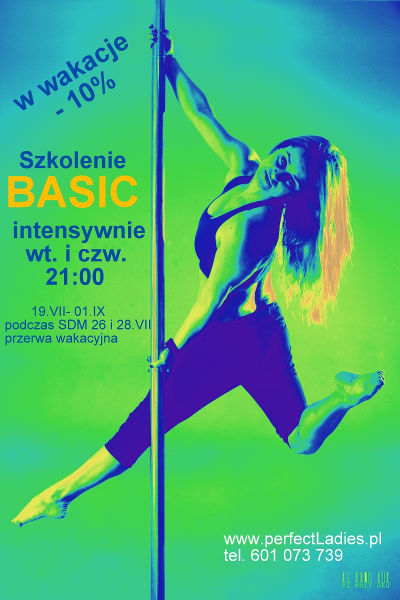 w wakacje
- 10%
Szkolenie
BASIC
intensywnie
wt. i czw.
21:00
19.VII- 01.IX
podczas SDM 26 i 28.VII
przerwa wakacyjna
www.perfectLadies.pl
tel. 601 073 739